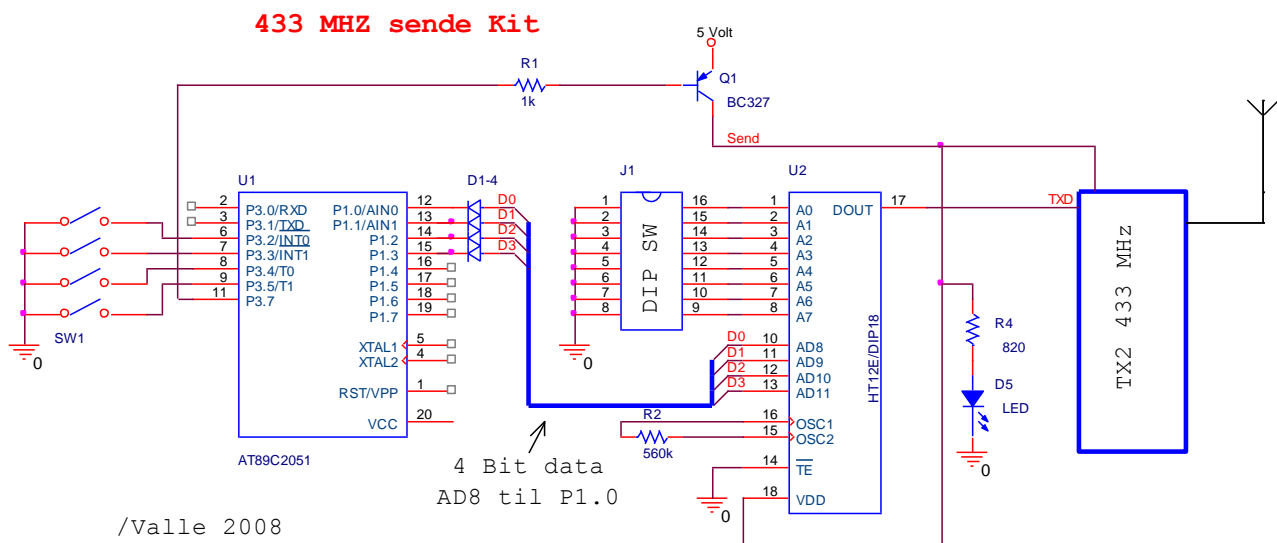 433 MHZ sende Kit
5 Volt
R1
1k
Q1
BC327
Send
U1
D1-4
J1
U2
2
P3.0/RXD
3
P3.1/TXD
6
P3.2/INT0
7
P3.3/INT1
8
P3.4/T0
9
P3.5/T1
11
P3.7
12
P1.0/AIN0
13
P1.1/AIN1
14
P1.2
15
P1.3
16
P1.4
17
P1.5
18
P1.6
19
P1.7
5
XTAL1
4
XTAL2
1
RST/VPP
20
VCC
AT89C2051
SW1
0
D0
D1
D2
D3
1
2
3
4
5
6
7
8
DIP SW
16
15
14
13
12
11
10
9
0
1
A0
2
A1
3
A2
4
A3
5
A4
6
A5
7
A6
8
A7
D0
10
AD8
D1
11
AD9
D2
12
AD10
D3
13
AD11
16
OSC1
15
OSC2
14
TE
18
VDD
DOUT
17
HT12E/DIP18
R2
560k
0
TXD
TX2 433 MHz
R4
820
D5
LED
0
4 Bit data
AD8 til P1.0
/Valle 2008